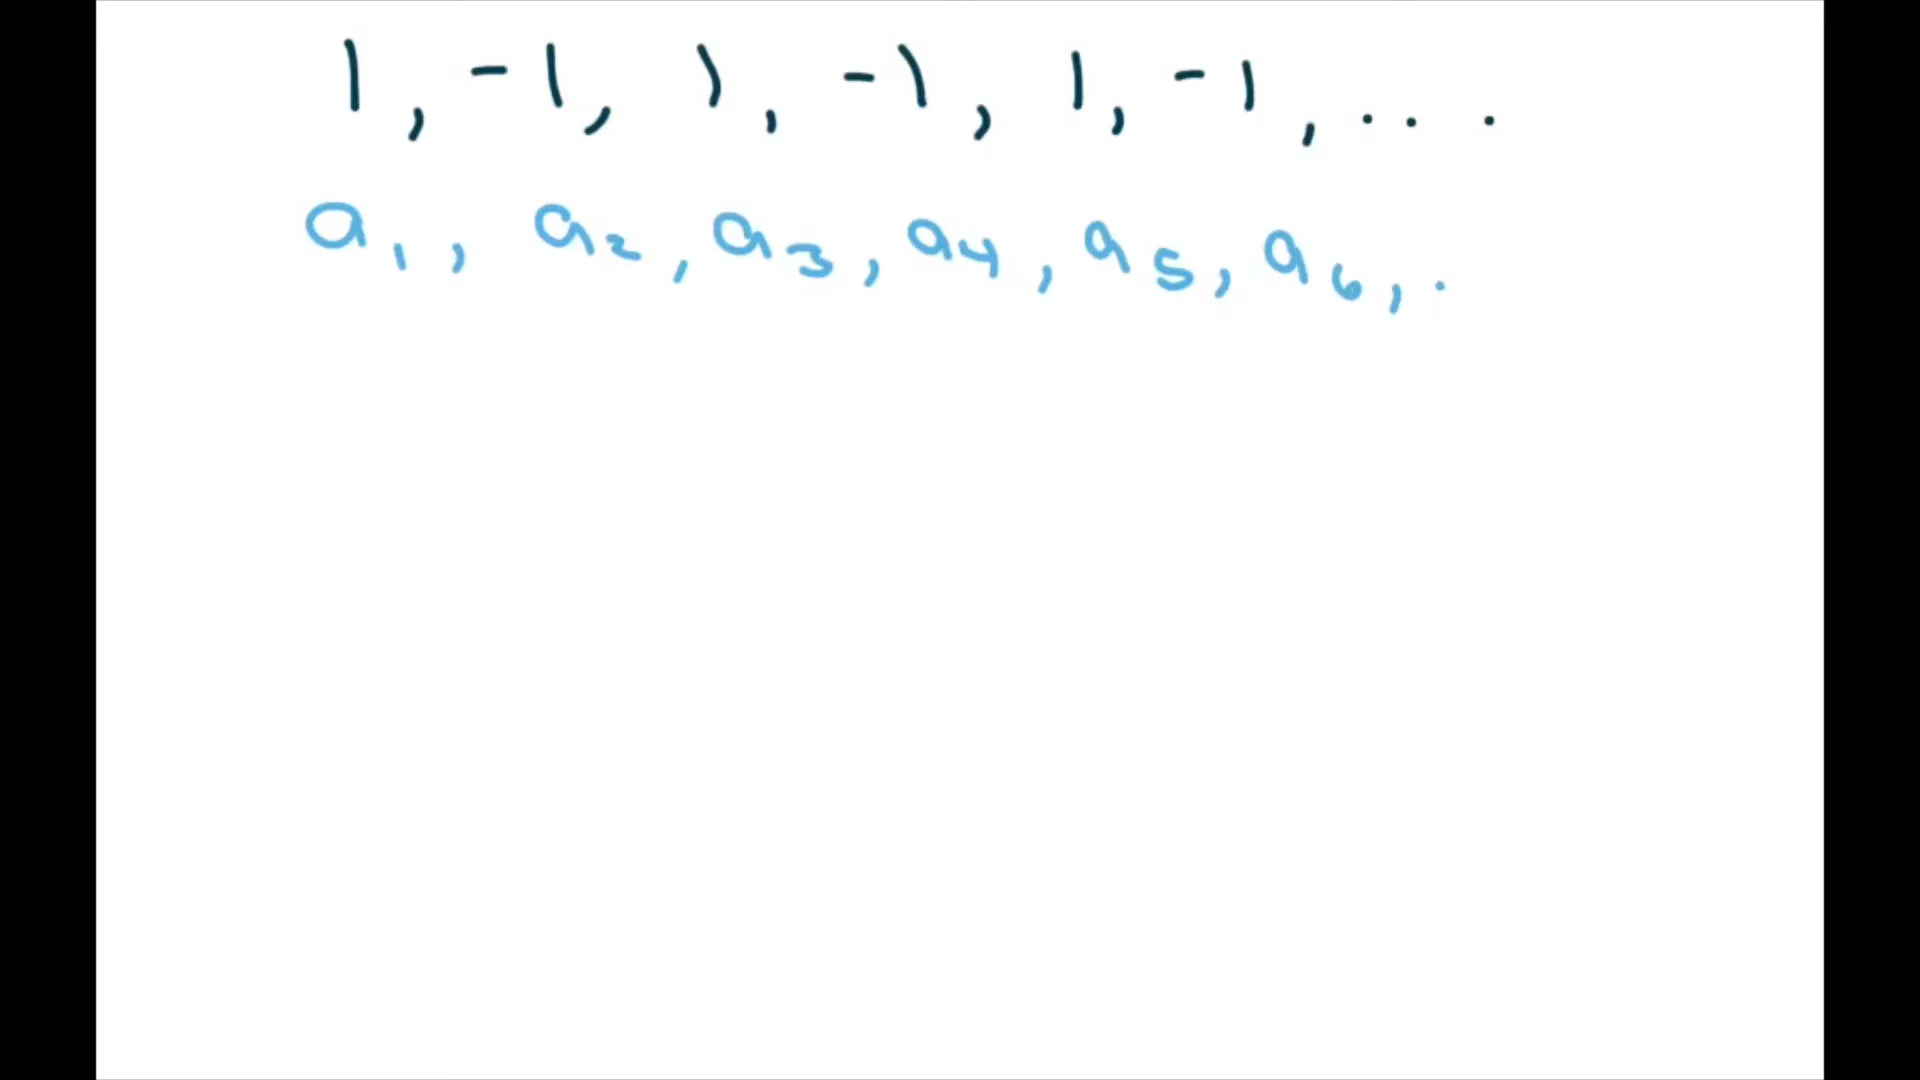 1, -1, 1, -1, 1, -1, ...
a₁, a₂, a₃, a₄, a₅, a₆, .